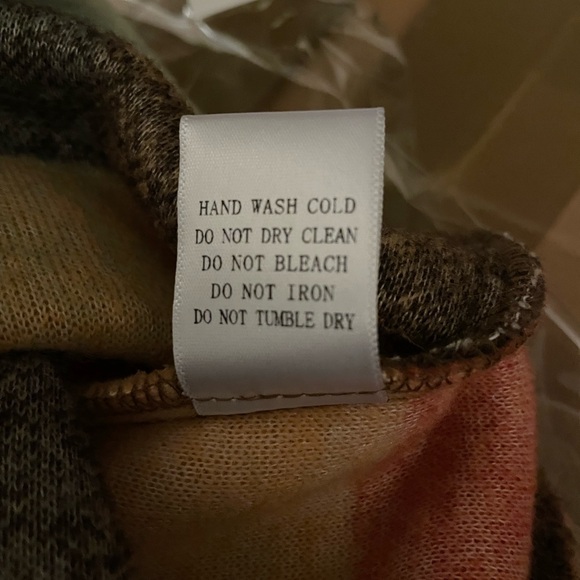 HAND WASH COLD
DO NOT DRY CLEAN
DO NOT BLEACH
DO NOT IRON
DO NOT TUMBLE DRY